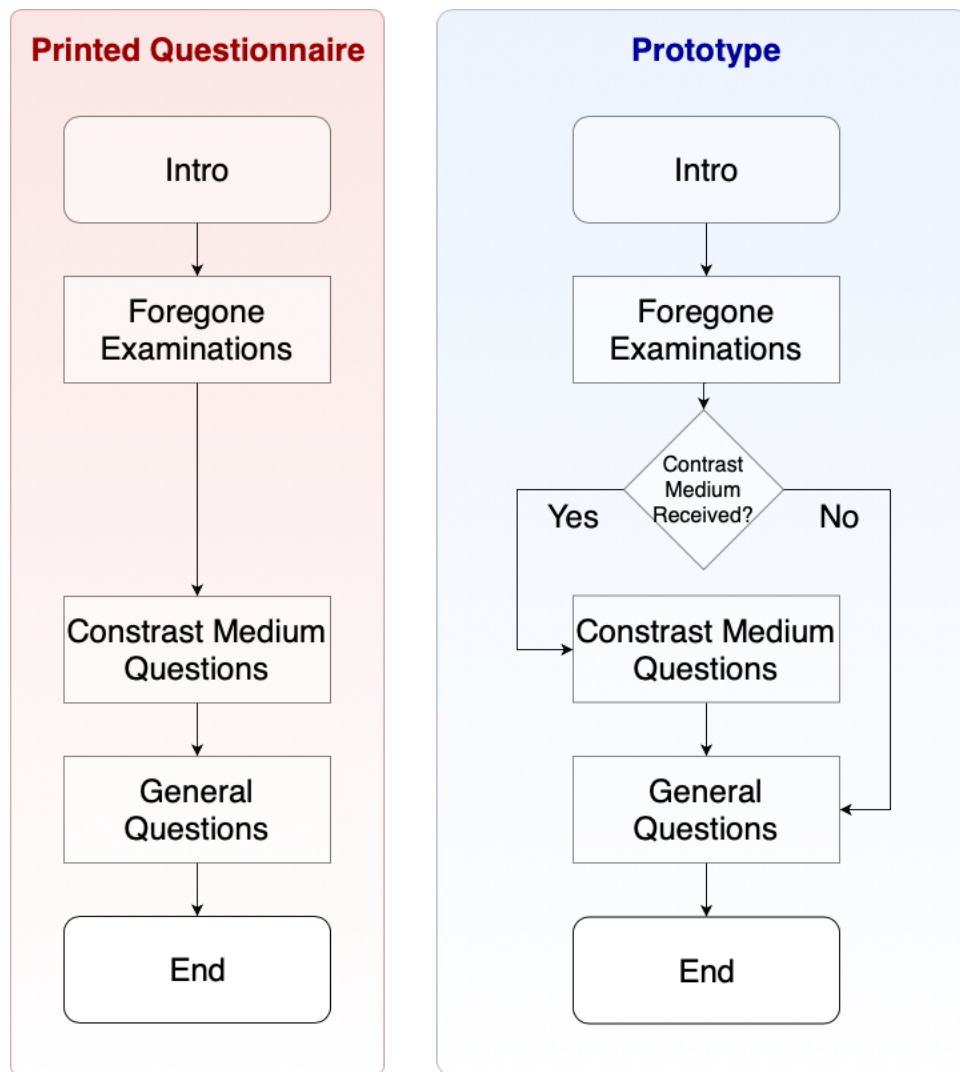 Printed Questionnaire
Intro
Foregone
Examinations
Constrast Medium
Questions
General
Questions
End
Prototype
Intro
Foregone
Examinations
Contrast
Medium
Received?
Yes
No
Constrast Medium
Questions
General
Questions
End